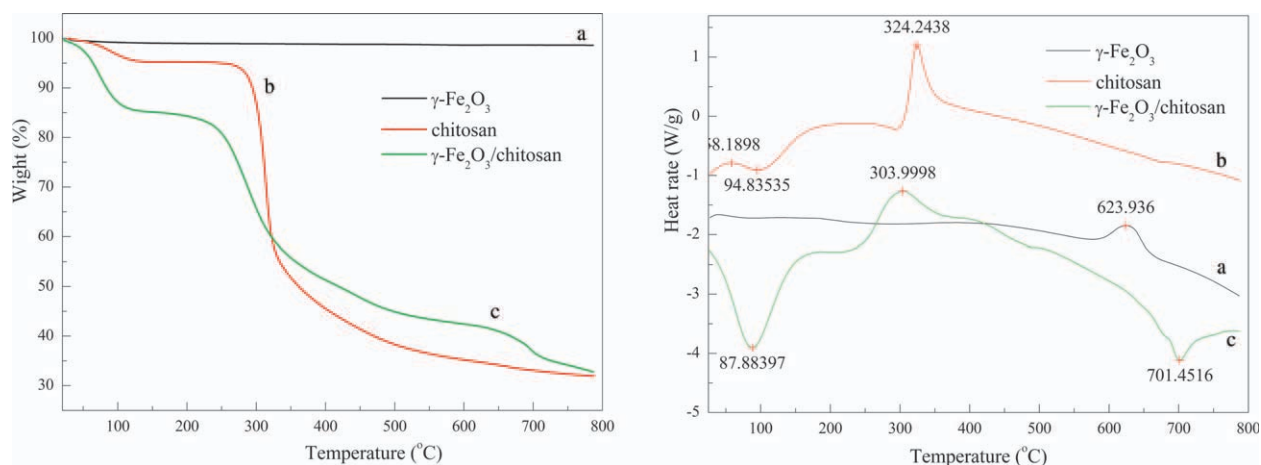 100
90
80
70
60
50
40
30
Wight (%)
a
b
c
γ-Fe₂O₃
chitosan
γ-Fe₂O₃/chitosan
100 200 300 400 500 600 700 800
Temperature (°C)
1
0
-1
-2
-3
-4
-5
Heat rate (W/g)
324.2438
γ-Fe₂O₃
chitosan
γ-Fe₂O₃/chitosan
58.1898
94.83535
b
303.9998
623.936
a
87.88397
701.4516
c
100 200 300 400 500 600 700 800
Temperature (°C)